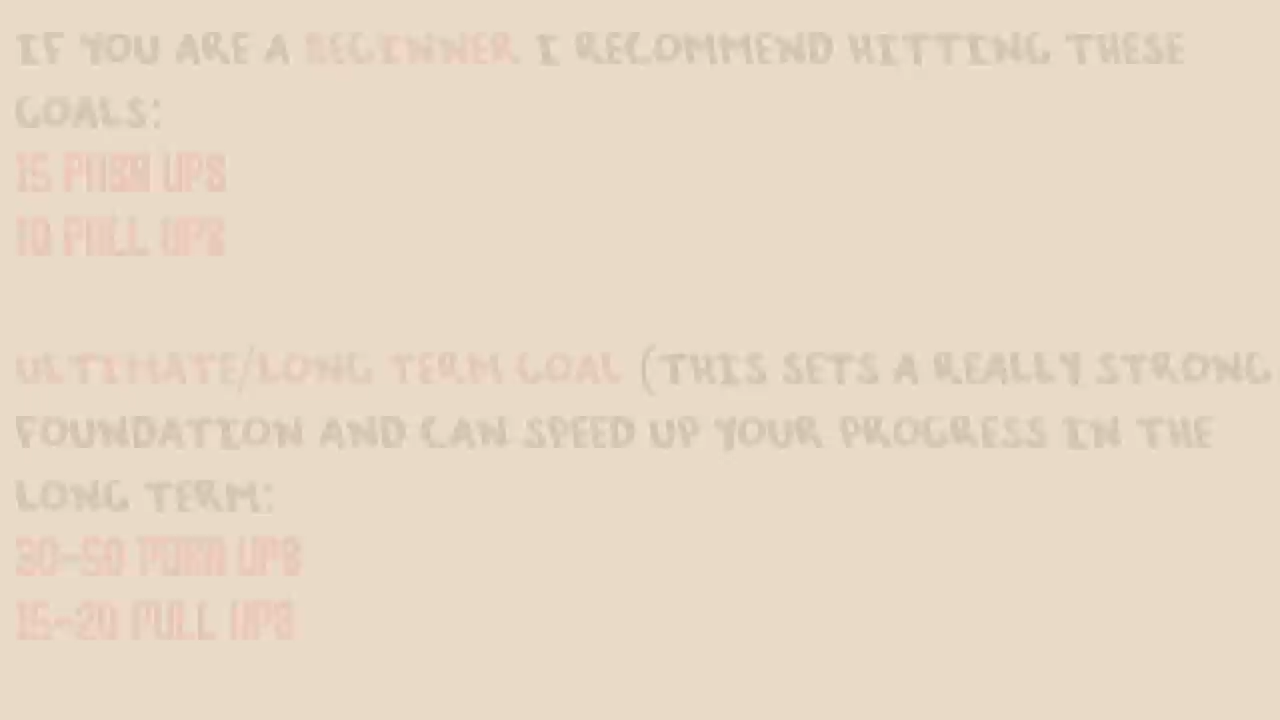 IF YOU ARE A BEGINNER I RECOMMEND HITTING THESE
GOALS:
15 PUSH UPS
10 PULL UPS
ULTIMATE/LONG TERM GOAL (THIS SETS A REALLY STRONG
FOUNDATION AND CAN SPEED UP YOUR PROGRESS IN THE
LONG TERM:
30-50 PUSH UPS
15-20 PULL UPS